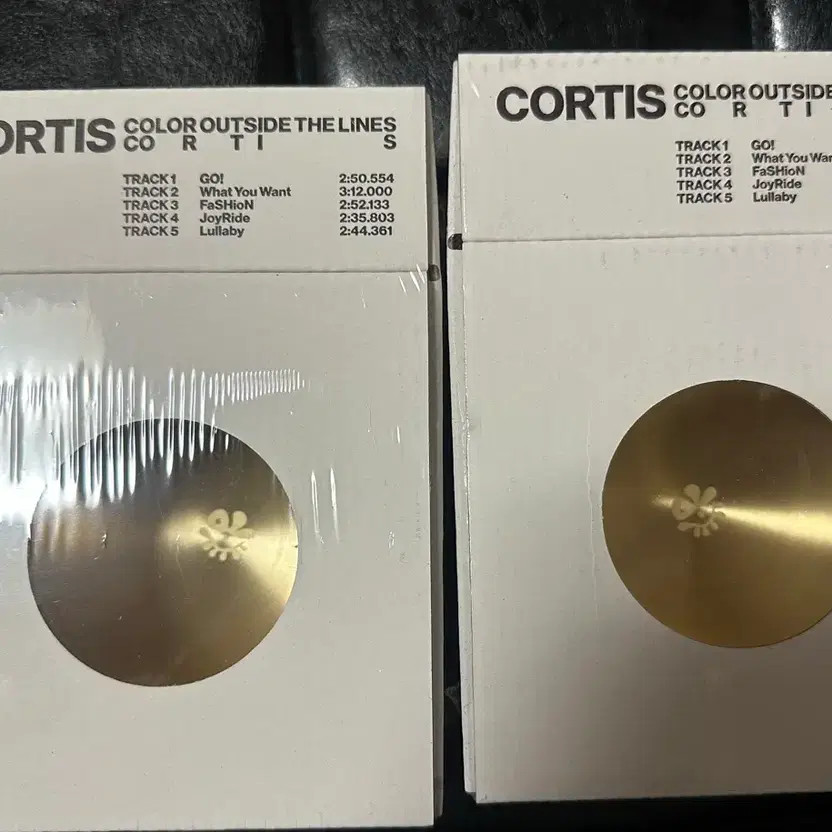 ORTIS COLOR OUTSIDE THE LINES
CO R T I S
TRACK 1 GO! 2:50.554
TRACK 2 What You Want 3:12.000
TRACK 3 FaSHioN 2:52.133
TRACK 4 JoyRide 2:35.803
TRACK 5 Lullaby 2:44.361
CORTIS COLOR OUTSIDE
CO R T I
TRACK 1 GO!
TRACK 2 What You Wan
TRACK 3 FaSHioN
TRACK 4 JoyRide
TRACK 5 Lullaby